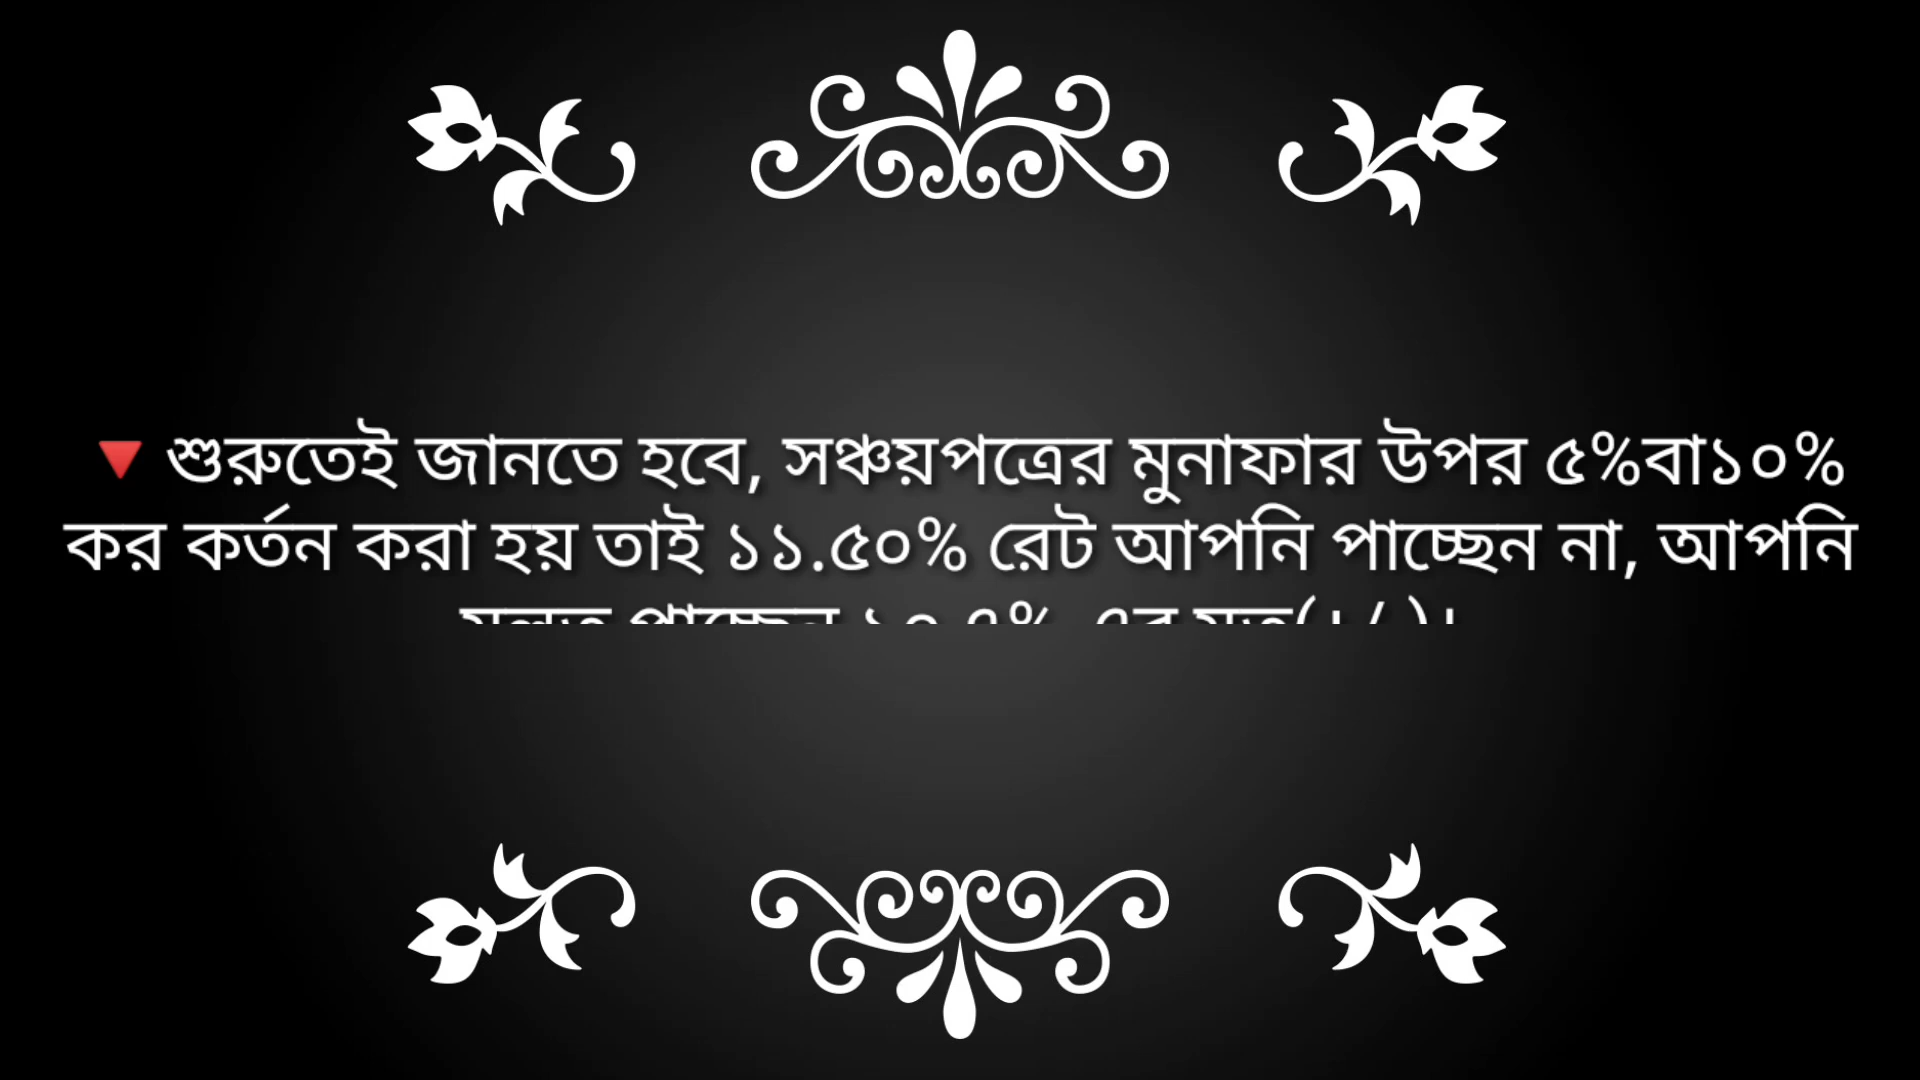 শুরুতেই জানতে হবে, সঞ্চয়পত্রের মুনাফার উপর ৫%বা১০%
কর কর্তন করা হয় তাই ১১.৫০% রেট আপনি পাচ্ছেন না, আপনি
পাচ্ছেন